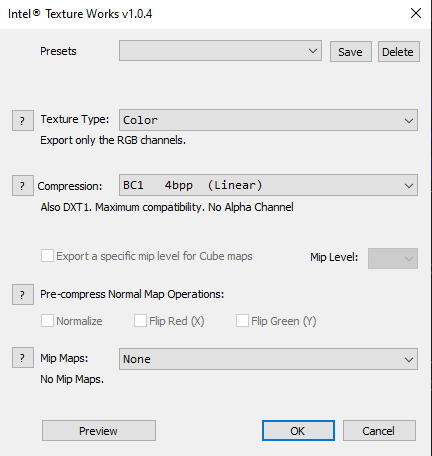 Intel® Texture Works v1.0.4
Presets Save Delete
? Texture Type: Color
Export only the RGB channels.
? Compression: BC1 4bpp (Linear)
Also DXT1. Maximum compatibility. No Alpha Channel
Export a specific mip level for Cube maps Mip Level:
? Pre-compress Normal Map Operations:
Normalize Flip Red (X) Flip Green (Y)
? Mip Maps: None
No Mip Maps.
Preview OK Cancel